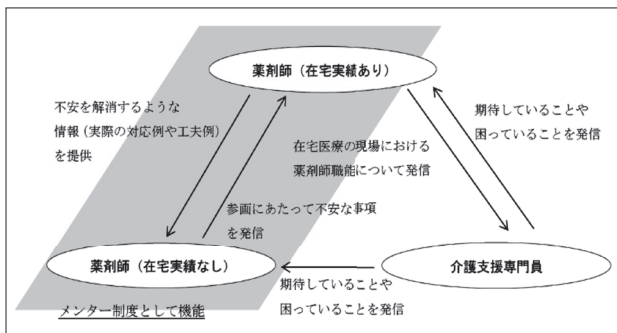 薬剤師（在宅実績あり）
不安を解消するような
情報（実際の対応例や工夫例）
を提供
期待していることや
困っていることを発信
在宅医療の現場における
薬剤師職能について発信
参画にあたって不安な事項
を発信
薬剤師（在宅実績なし）
介護支援専門員
期待していることや
困っていることを発信
メンター制度として機能